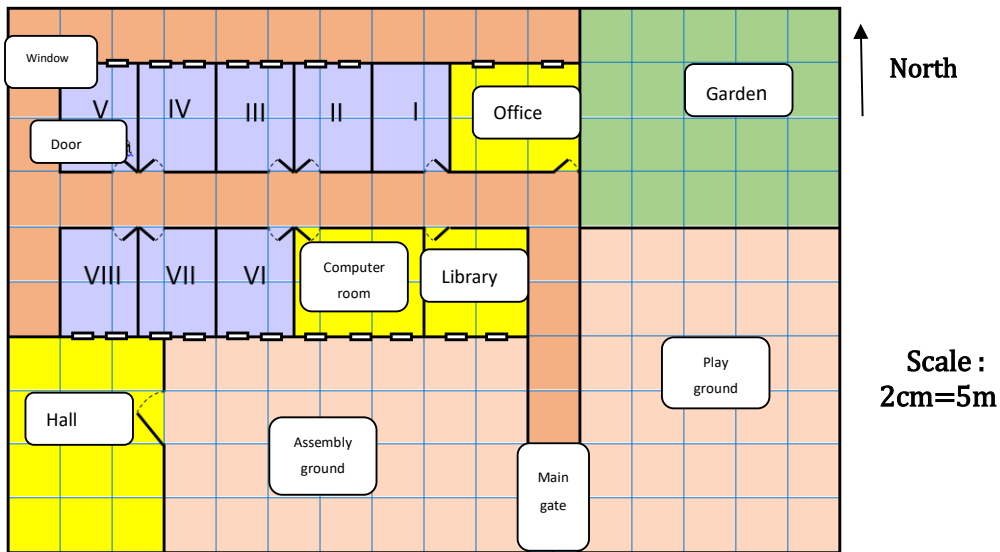 Window
North
Garden
V
IV
III
II
I
Office
Door
VIII
VII
VI
Computer
room
Library
Play
ground
Scale :
2cm=5m
Hall
Assembly
ground
Main
gate